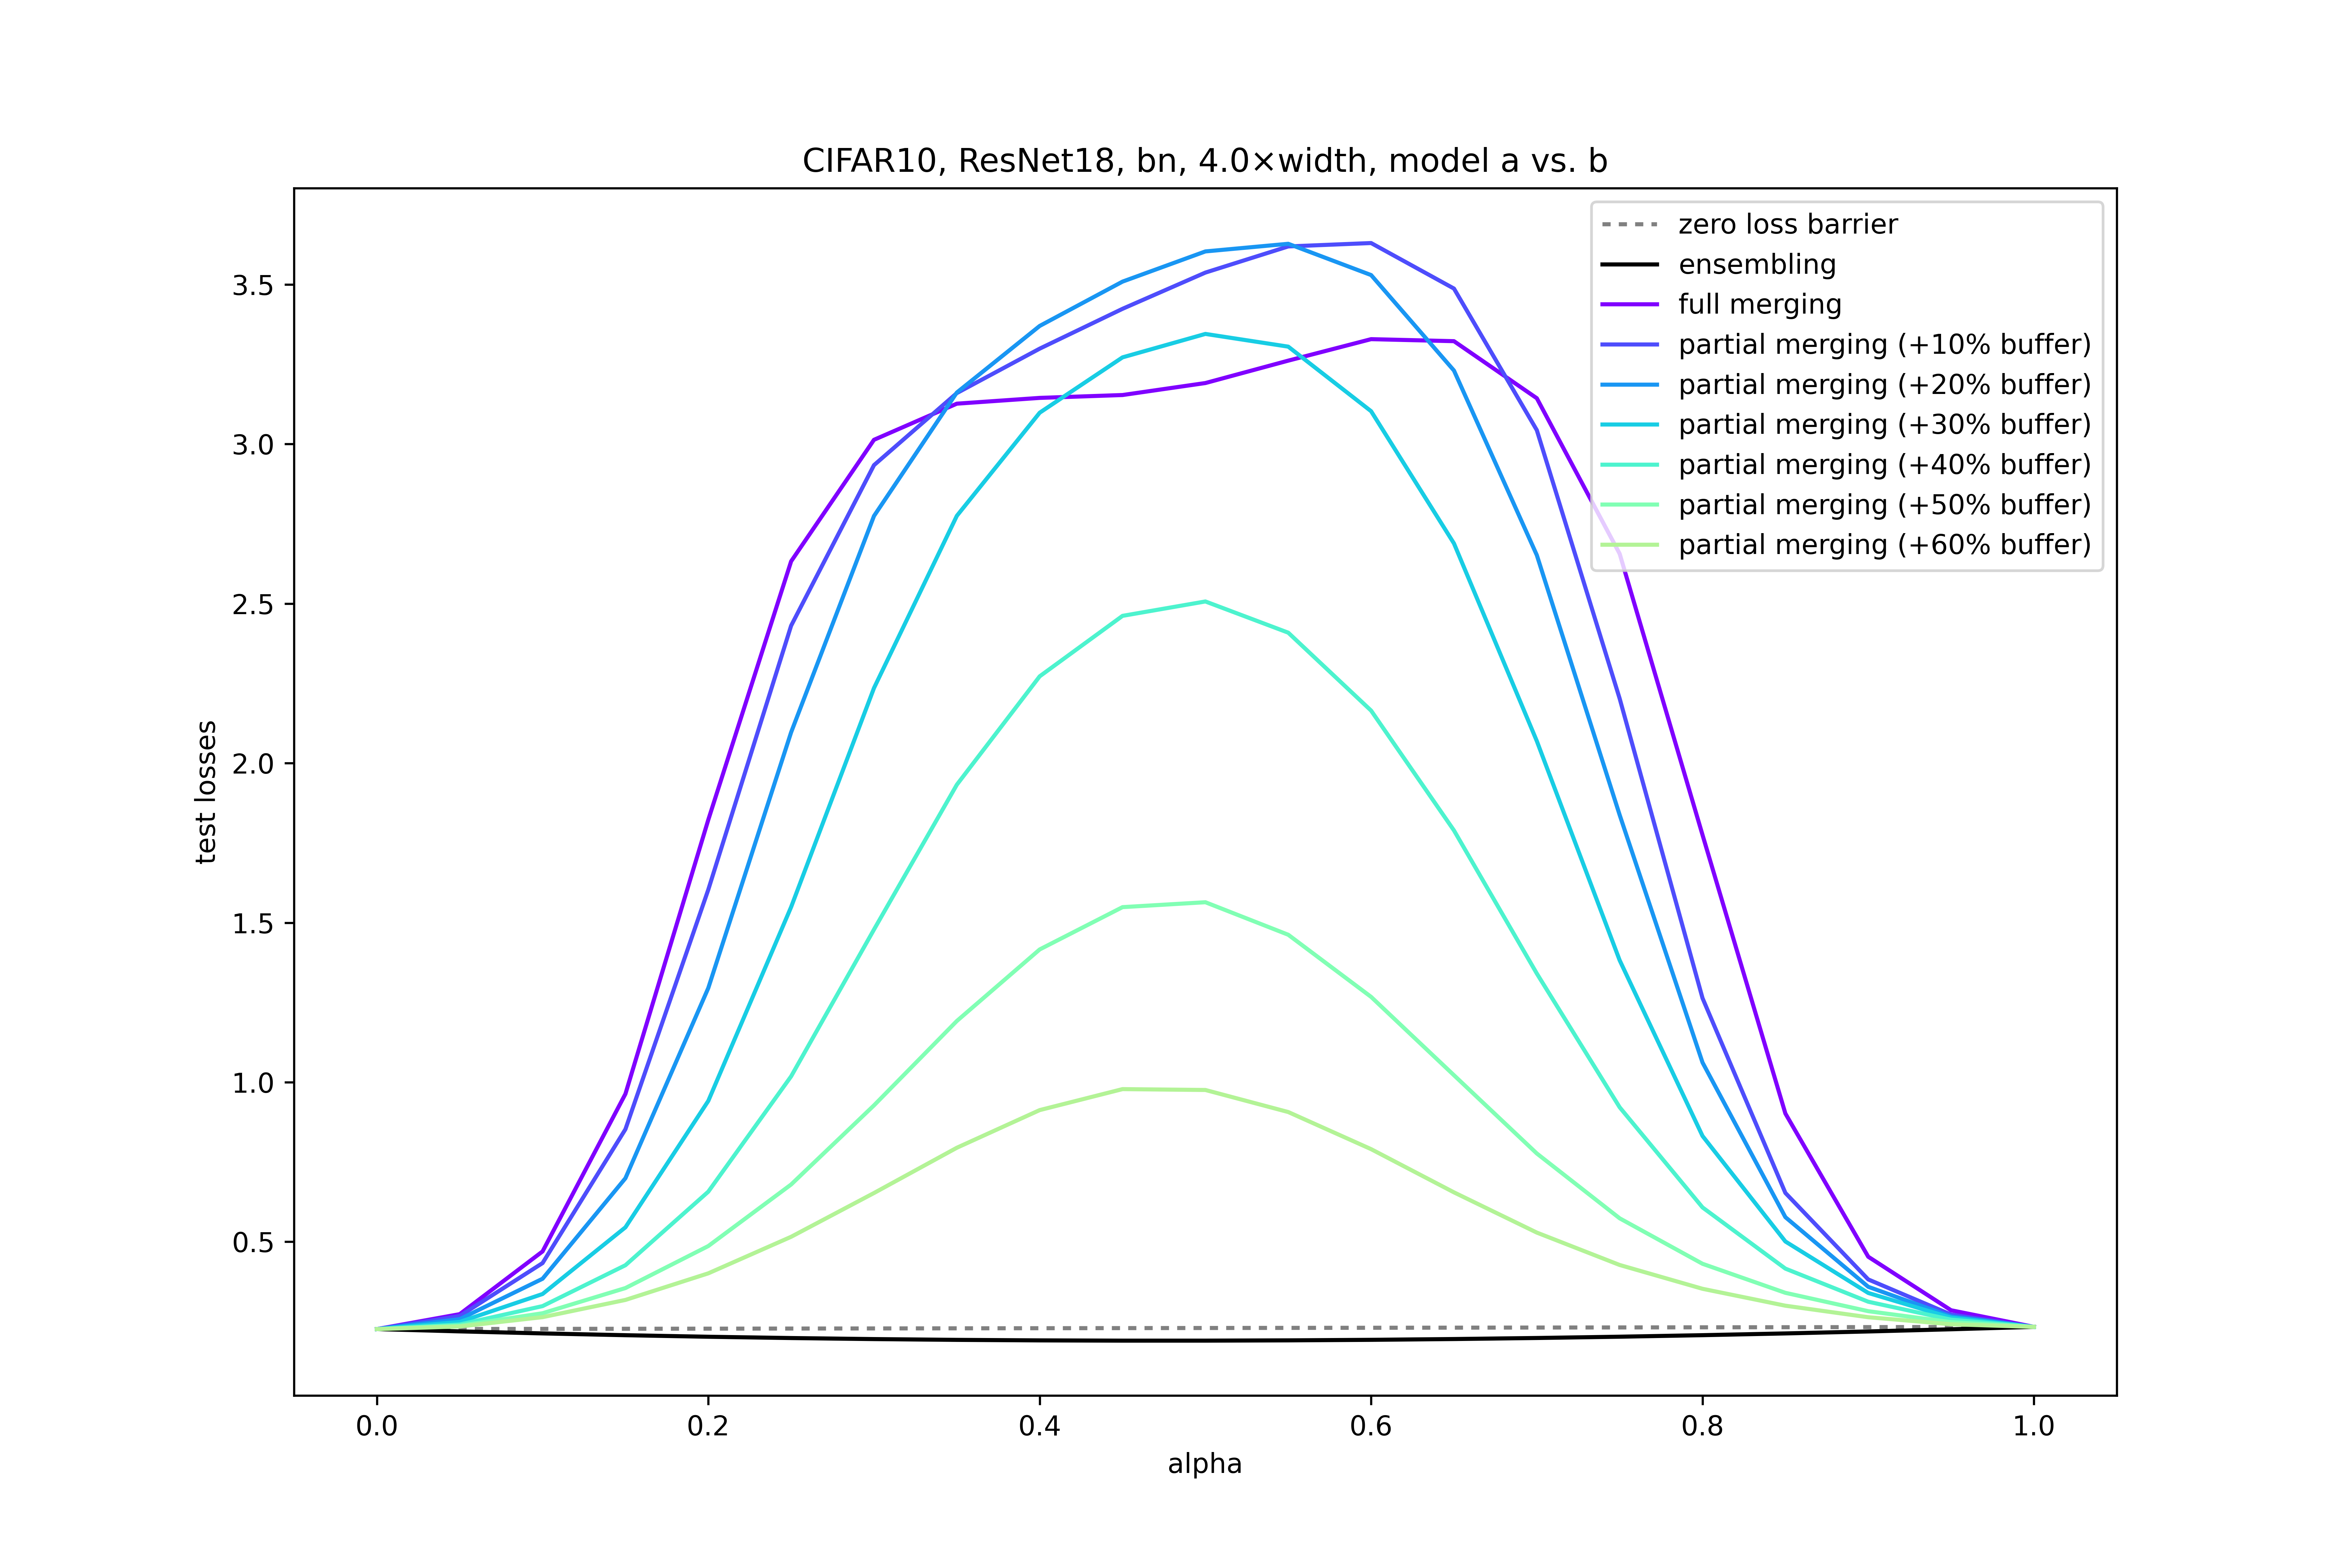 CIFAR10, ResNet18, bn, 4.0×width, model a vs. b
zero loss barrier
ensembling
full merging
partial merging (+10% buffer)
partial merging (+20% buffer)
partial merging (+30% buffer)
partial merging (+40% buffer)
partial merging (+50% buffer)
partial merging (+60% buffer)
test losses
3.5
3.0
2.5
2.0
1.5
1.0
0.5
0.0 0.2 0.4 0.6 0.8 1.0
alpha